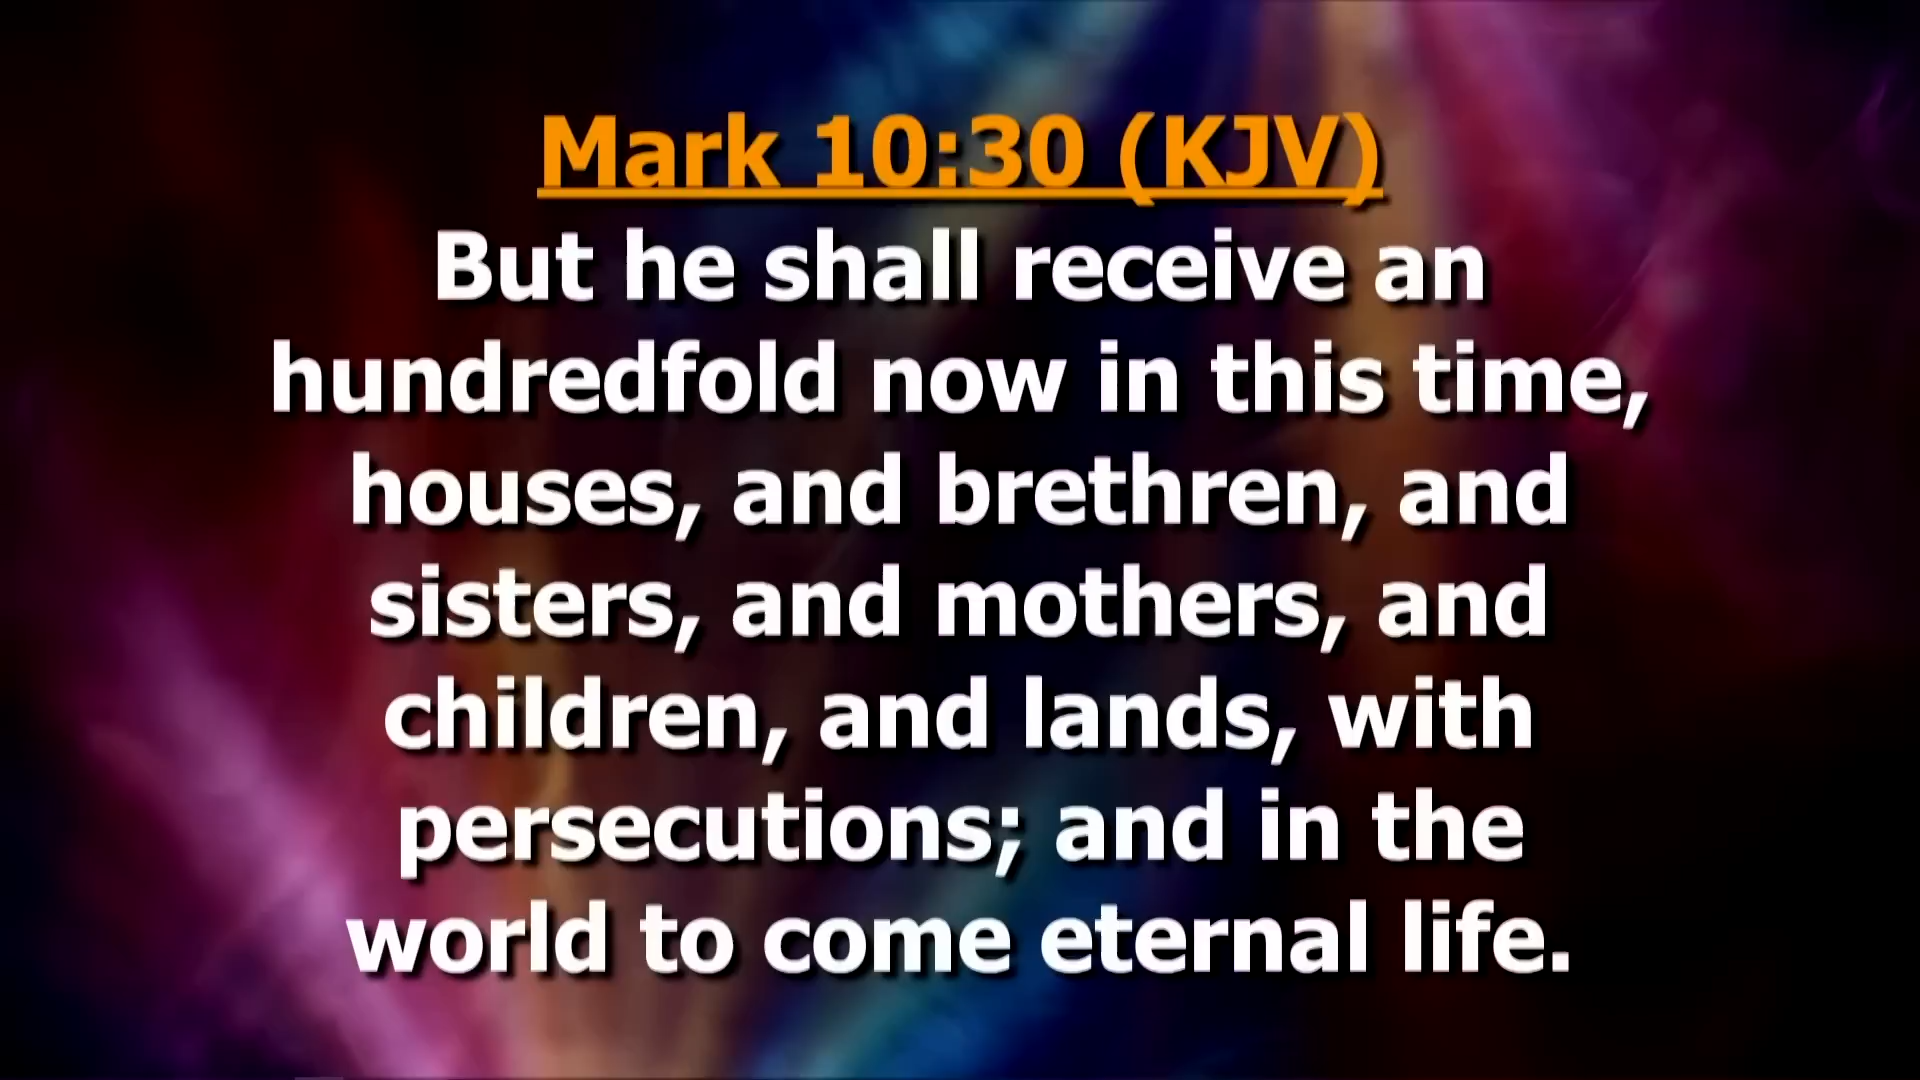 Mark 10:30 (KJV)
But he shall receive an
hundredfold now in this time,
houses, and brethren, and
sisters, and mothers, and
children, and lands, with
persecutions; and in the
world to come eternal life.